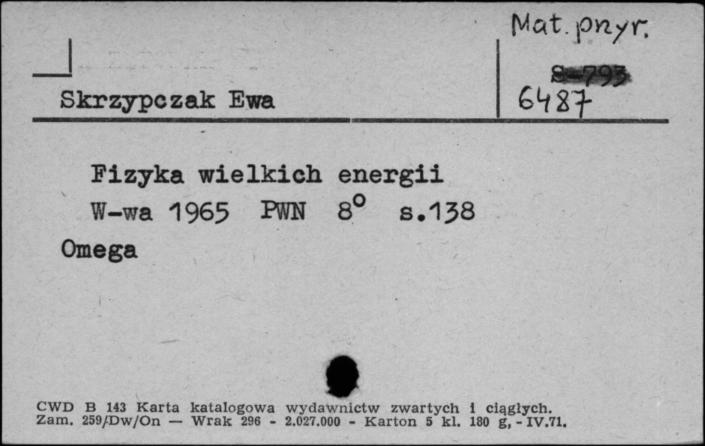 Mat. przyr.
S-793
6487
Skrzypczak Ewa
Fizyka wielkich energii
W-wa 1965 PWN 8° s.138
Omega
CWD B 143 Karta katalogowa wydawnictw zwartych i ciągłych.
Zam. 259/Dw/On — Wrak 296 - 2.027.000 - Karton 5 kl. 180 g, - IV.71.